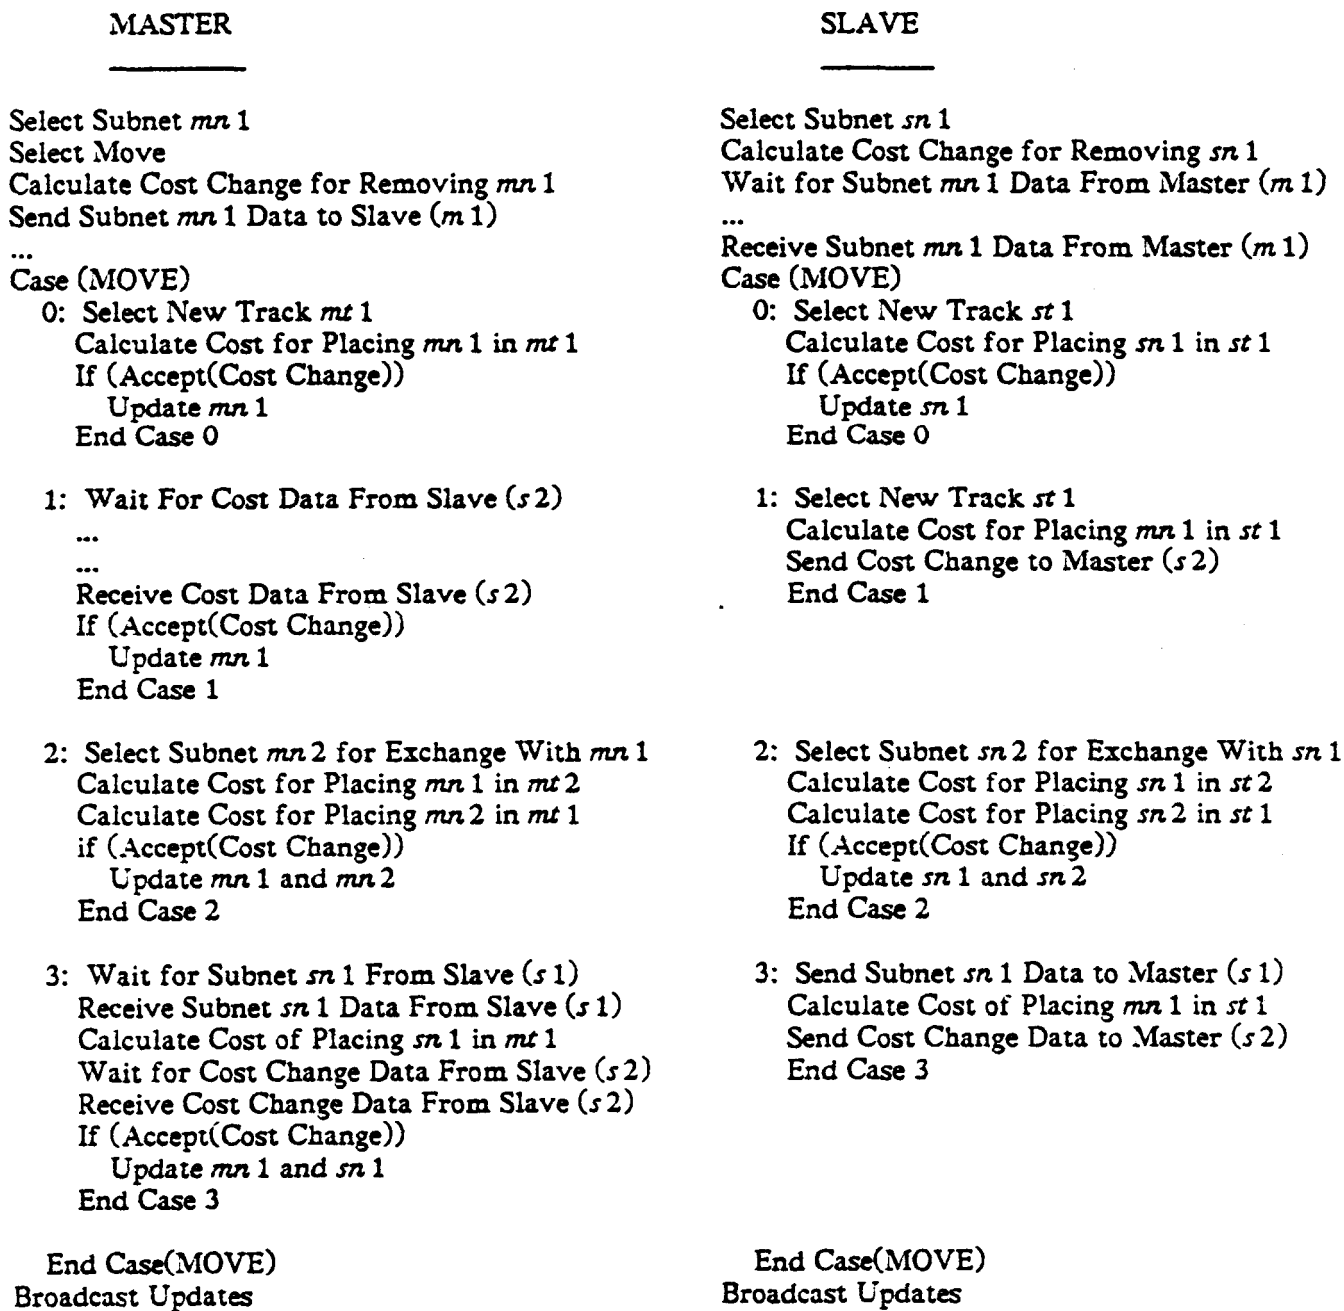 MASTER
Select Subnet mn 1
Select Move
Calculate Cost Change for Removing mn 1
Send Subnet mn 1 Data to Slave (m 1)
...
Case (MOVE)
0: Select New Track mt 1
Calculate Cost for Placing mn 1 in mt 1
If (Accept(Cost Change))
Update mn 1
End Case 0
1: Wait For Cost Data From Slave (s 2)
...
...
Receive Cost Data From Slave (s 2)
If (Accept(Cost Change))
Update mn 1
End Case 1
2: Select Subnet mn 2 for Exchange With mn 1
Calculate Cost for Placing mn 1 in mt 2
Calculate Cost for Placing mn 2 in mt 1
if (Accept(Cost Change))
Update mn 1 and mn 2
End Case 2
3: Wait for Subnet sn 1 From Slave (s 1)
Receive Subnet sn 1 Data From Slave (s 1)
Calculate Cost of Placing sn 1 in mt 1
Wait for Cost Change Data From Slave (s 2)
Receive Cost Change Data From Slave (s 2)
If (Accept(Cost Change))
Update mn 1 and sn 1
End Case 3
End Case(MOVE)
Broadcast Updates
SLAVE
Select Subnet sn 1
Calculate Cost Change for Removing sn 1
Wait for Subnet mn 1 Data From Master (m 1)
...
Receive Subnet mn 1 Data From Master (m 1)
Case (MOVE)
0: Select New Track st 1
Calculate Cost for Placing sn 1 in st 1
If (Accept(Cost Change))
Update sn 1
End Case 0
1: Select New Track st 1
Calculate Cost for Placing mn 1 in st 1
Send Cost Change to Master (s 2)
End Case 1
2: Select Subnet sn 2 for Exchange With sn 1
Calculate Cost for Placing sn 1 in st 2
Calculate Cost for Placing sn 2 in st 1
If (Accept(Cost Change))
Update sn 1 and sn 2
End Case 2
3: Send Subnet sn 1 Data to Master (s 1)
Calculate Cost of Placing mn 1 in st 1
Send Cost Change Data to Master (s 2)
End Case 3
End Case(MOVE)
Broadcast Updates